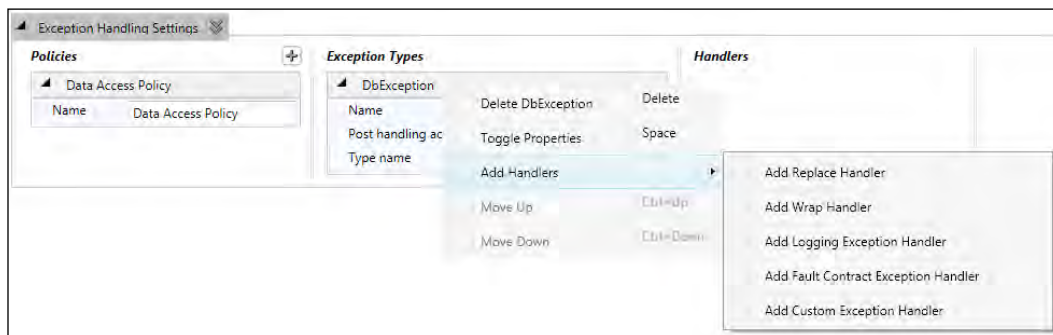 Exception Handling Settings
Policies
Exception Types
Handlers
Data Access Policy
Name Data Access Policy
DbException
Name
Post handling ac
Type name
Delete DbException Delete
Toggle Properties Space
Add Handlers
Move Up Ctrl+Up
Move Down Ctrl+Down
Add Replace Handler
Add Wrap Handler
Add Logging Exception Handler
Add Fault Contract Exception Handler
Add Custom Exception Handler